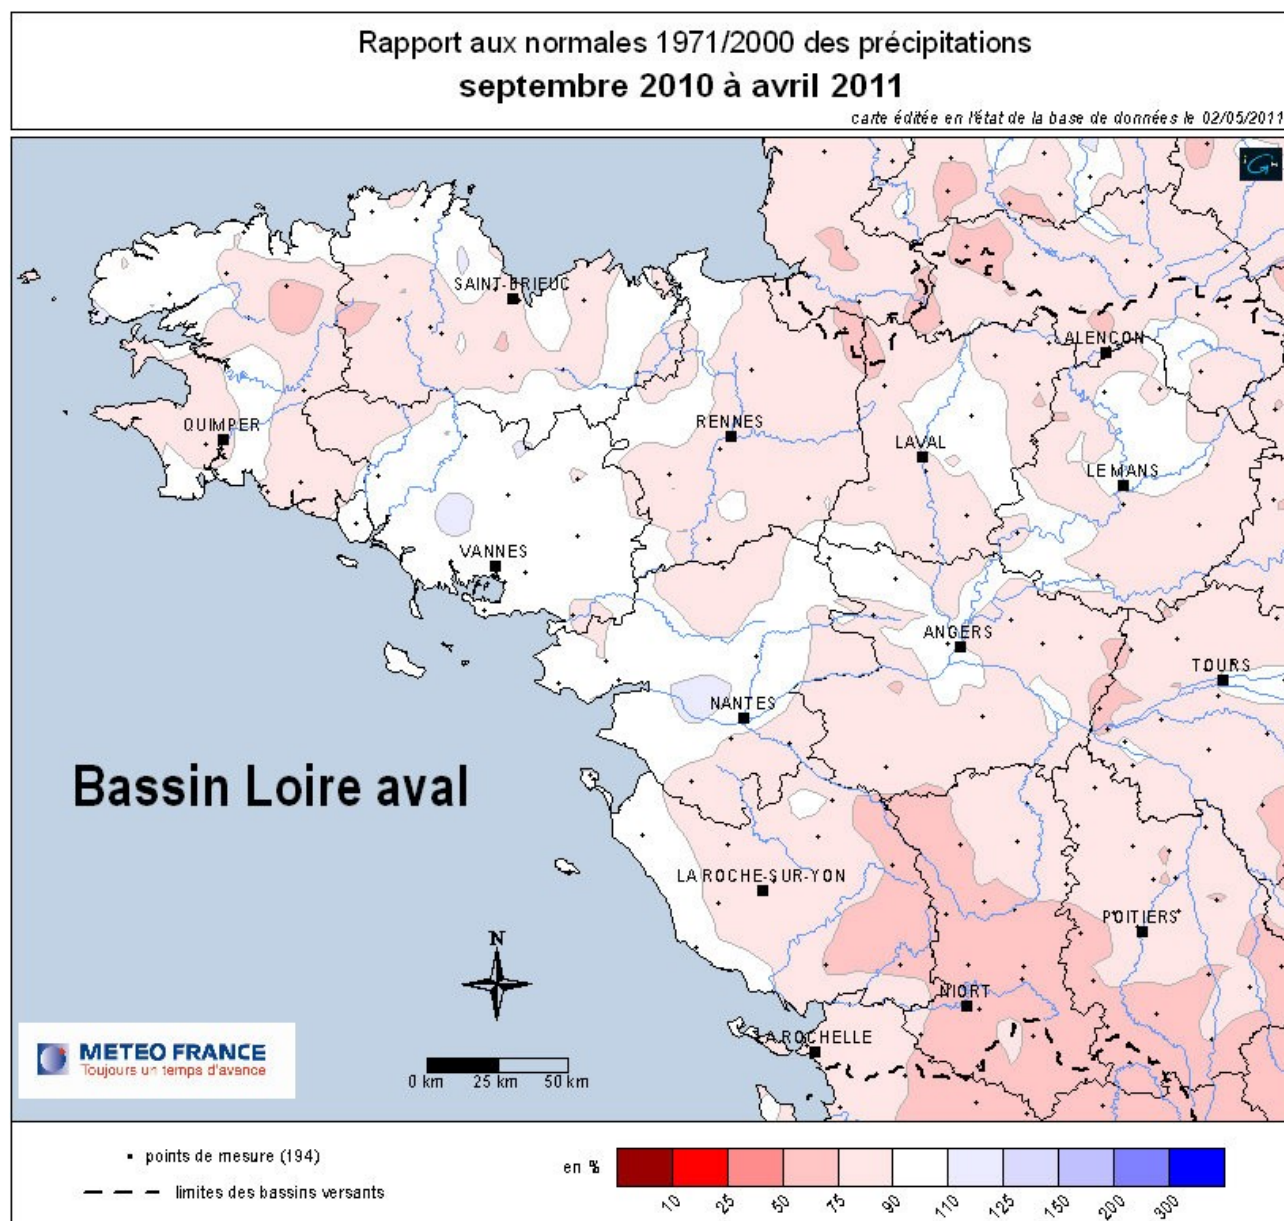 Rapport aux normales 1971/2000 des précipitations
septembre 2010 à avril 2011
carte éditée en l'état de la base de données le 02/05/2011
SAINT-BRIEUC
ALENÇON
QUIMPER
RENNES
LAVAL
LE MANS
VANNES
ANGERS
TOURS
NANTES
Bassin Loire aval
LA ROCHE-SUR-YON
POITIERS
N
NIORT
LA ROCHELLE
METEO FRANCE
Toujours un temps d'avance
0 km 25 km 50 km
points de mesure (194)
limites des bassins versants
en %
10 25 50 75 90 110 125 150 200 300